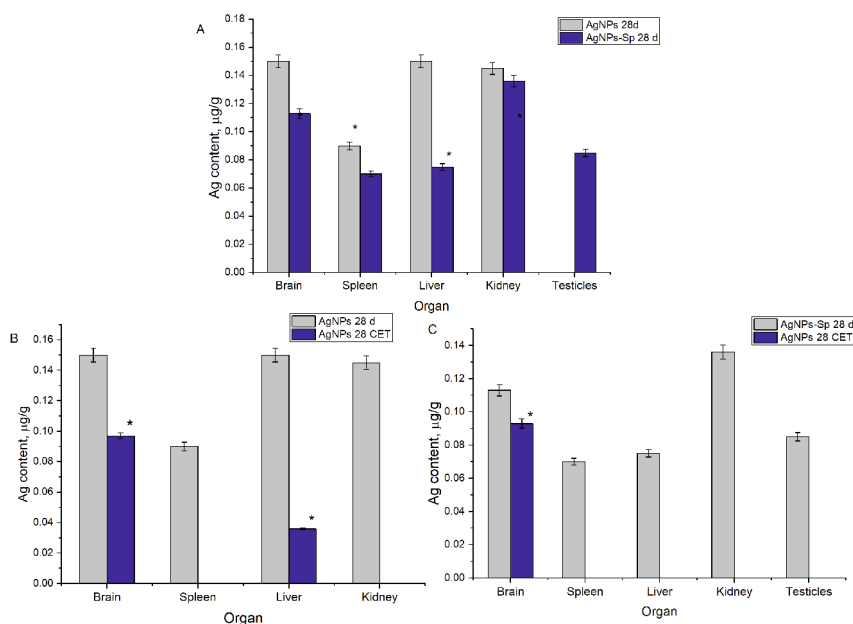 A
AgNPs 28d
AgNPs-Sp 28 d
0.15
0.14
0.12
0.10
0.08
0.06
0.04
0.02
0.00
Ag content, µg/g
*
*
*
*
Brain Spleen Liver Kidney Testicles
Organ
B
AgNPs 28 d
AgNPs 28 CET
0.16
0.14
0.12
0.10
0.08
0.06
0.04
0.02
0.00
Ag content, µg/g
*
*
Brain Spleen Liver Kidney
Organ
C
AgNPs-Sp 28 d
AgNPs 28 CET
0.14
0.12
0.10
0.08
0.06
0.04
0.02
0.00
Ag content, µg/g
*
Brain Spleen Liver Kidney Testicles
Organ